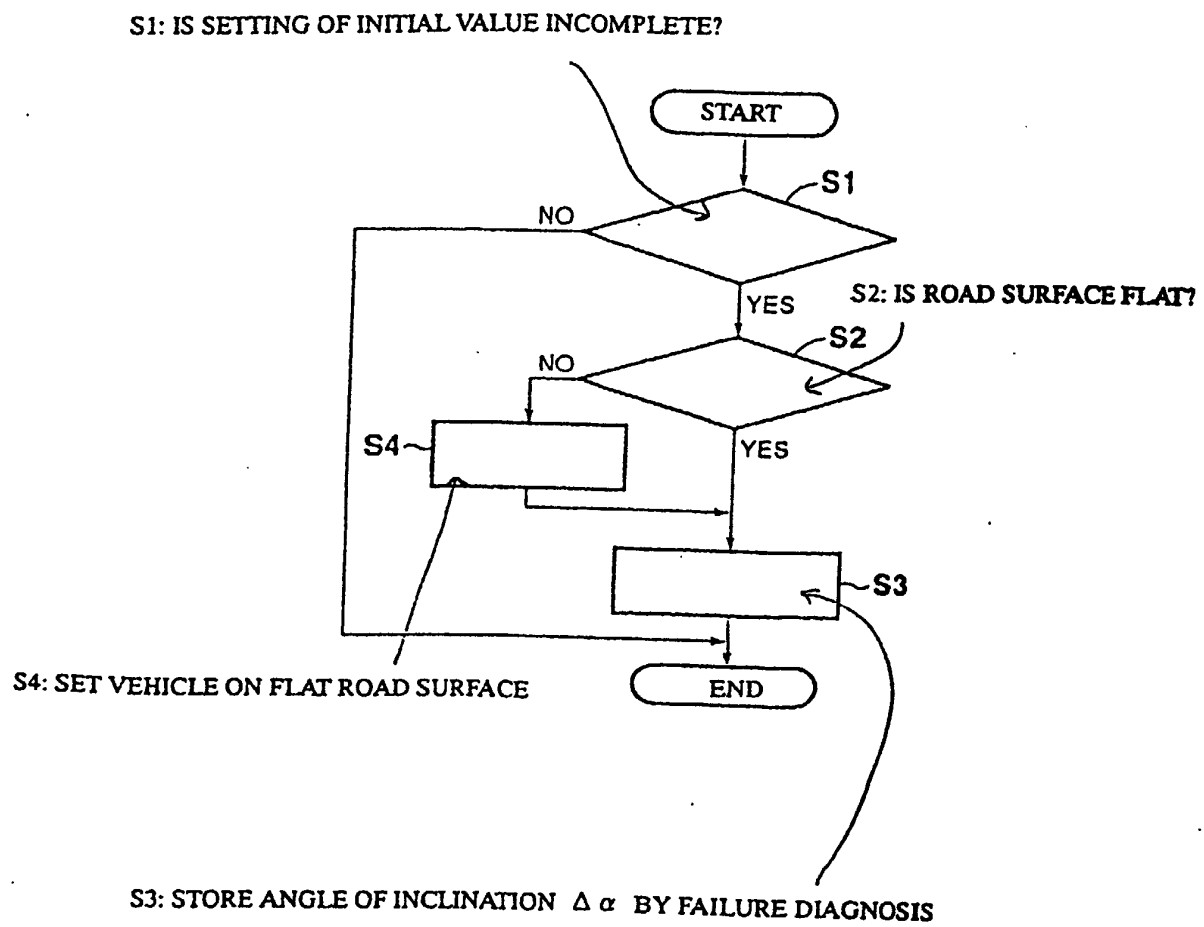 S1: IS SETTING OF INITIAL VALUE INCOMPLETE?
START
S1
NO
YES
S2: IS ROAD SURFACE FLAT?
S2
NO
S4
YES
S3
S4: SET VEHICLE ON FLAT ROAD SURFACE
END
S3: STORE ANGLE OF INCLINATION Δ α BY FAILURE DIAGNOSIS